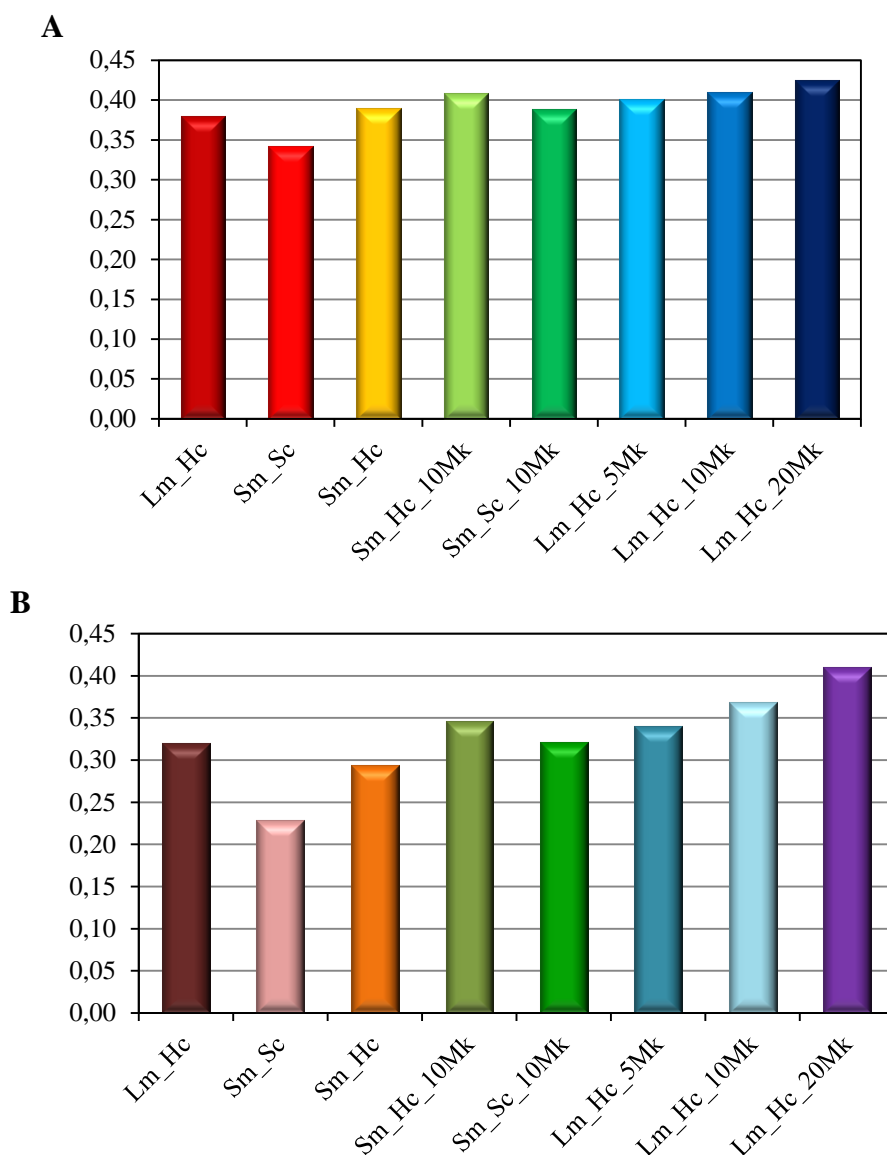 A
0,45
0,40
0,35
0,30
0,25
0,20
0,15
0,10
0,05
0,00
Lm_Hc
Sm_Sc
Sm_Hc
Sm_Hc_10Mk
Sm_Sc_10Mk
Lm_Hc_5Mk
Lm_Hc_10Mk
Lm_Hc_20Mk
B
0,45
0,40
0,35
0,30
0,25
0,20
0,15
0,10
0,05
0,00
Lm_Hc
Sm_Sc
Sm_Hc
Sm_Hc_10Mk
Sm_Sc_10Mk
Lm_Hc_5Mk
Lm_Hc_10Mk
Lm_Hc_20Mk